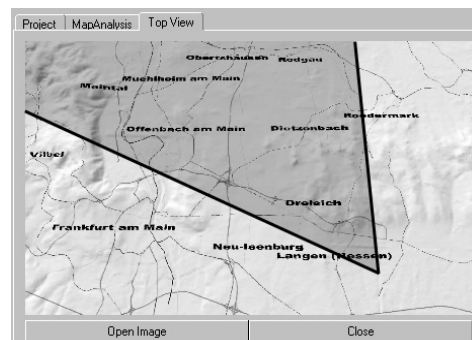 Project MapAnalysis Top View
Obertshausen Rodgau
Muehlheim am Main
Maintal
Roedermark
Offenbach am Main Dietzenbach
Vilbel
Dreieich
Frankfurt am Main
Neu-Isenburg
Langen (Hessen)
Open Image Close